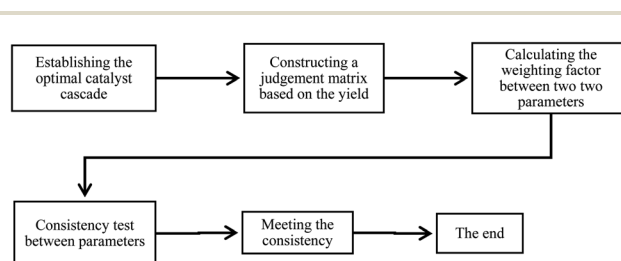 Establishing the
optimal catalyst
cascade
Constructing a
judgement matrix
based on the yield
Calculating the
weighting factor
between two two
parameters
Consistency test
between parameters
Meeting the
consistency
The end